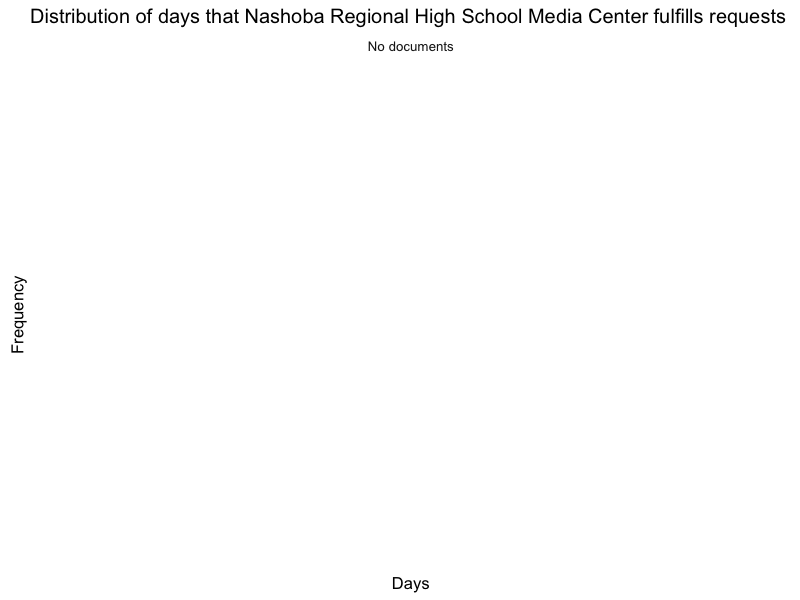 Distribution of days that Nashoba Regional High School Media Center fulfills requests
No documents
Frequency
Days